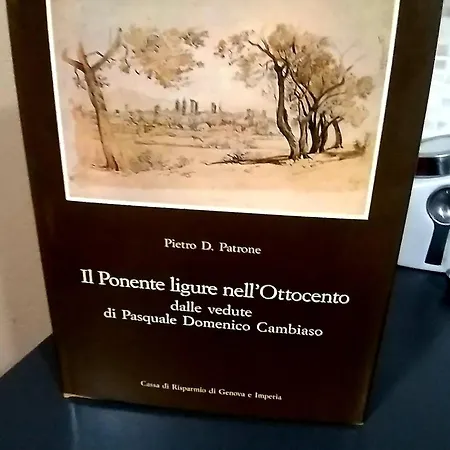 Pietro D. Patrone
Il Ponente ligure nell'Ottocento
dalle vedute
di Pasquale Domenico Cambiaso
Cassa di Risparmio di Genova e Imperia